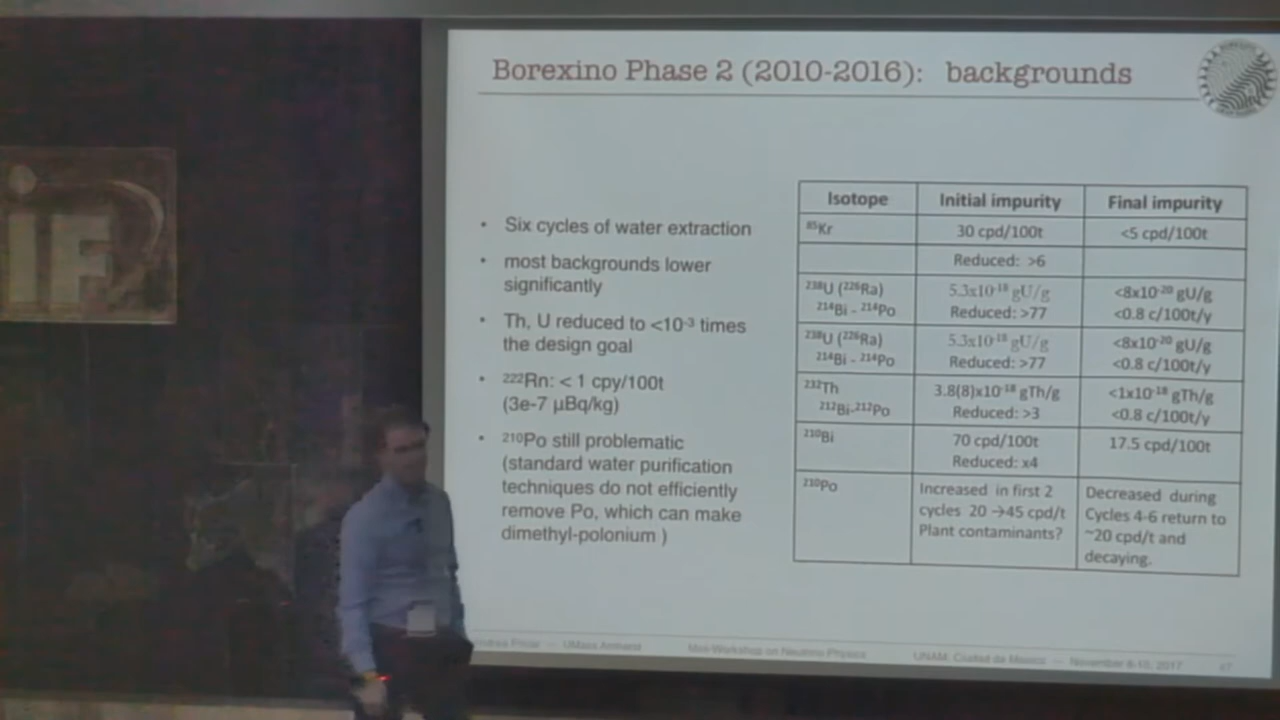 Borexino Phase 2 (2010-2016): backgrounds
iF
• Six cycles of water extraction
• most backgrounds lower
significantly
• Th, U reduced to <10⁻³ times
the design goal
• ²²²Rn: < 1 cpy/100t
(3e-7 µBq/kg)
• ²¹⁰Po still problematic
(standard water purification
techniques do not efficiently
remove Po, which can make
dimethyl-polonium )
Isotope Initial impurity Final impurity
⁸⁵Kr 30 cpd/100t <5 cpd/100t
Reduced: >6
²³⁸U (²²⁶Ra) 5.3x10⁻¹⁸ gU/g <8x10⁻²⁰ gU/g
²¹⁴Bi - ²¹⁴Po Reduced: >77 <0.8 c/100t/y
²³⁸U (²²⁶Ra) 5.3x10⁻¹⁸ gU/g <8x10⁻²⁰ gU/g
²¹⁴Bi - ²¹⁴Po Reduced: >77 <0.8 c/100t/y
²³²Th 3.8(8)x10⁻¹⁸ gTh/g <1x10⁻¹⁸ gTh/g
²¹²Bi-²¹²Po Reduced: >3 <0.8 c/100t/y
²¹⁰Bi 70 cpd/100t 17.5 cpd/100t
Reduced: x4
²¹⁰Po Increased in first 2 Decreased during
cycles 20 →45 cpd/t Cycles 4-6 return to
Plant contaminants? ~20 cpd/t and
decaying.
UMass Amherst Mini-Workshop on Neutrino Physics UNAM, Ciudad de Mexico — November 2017